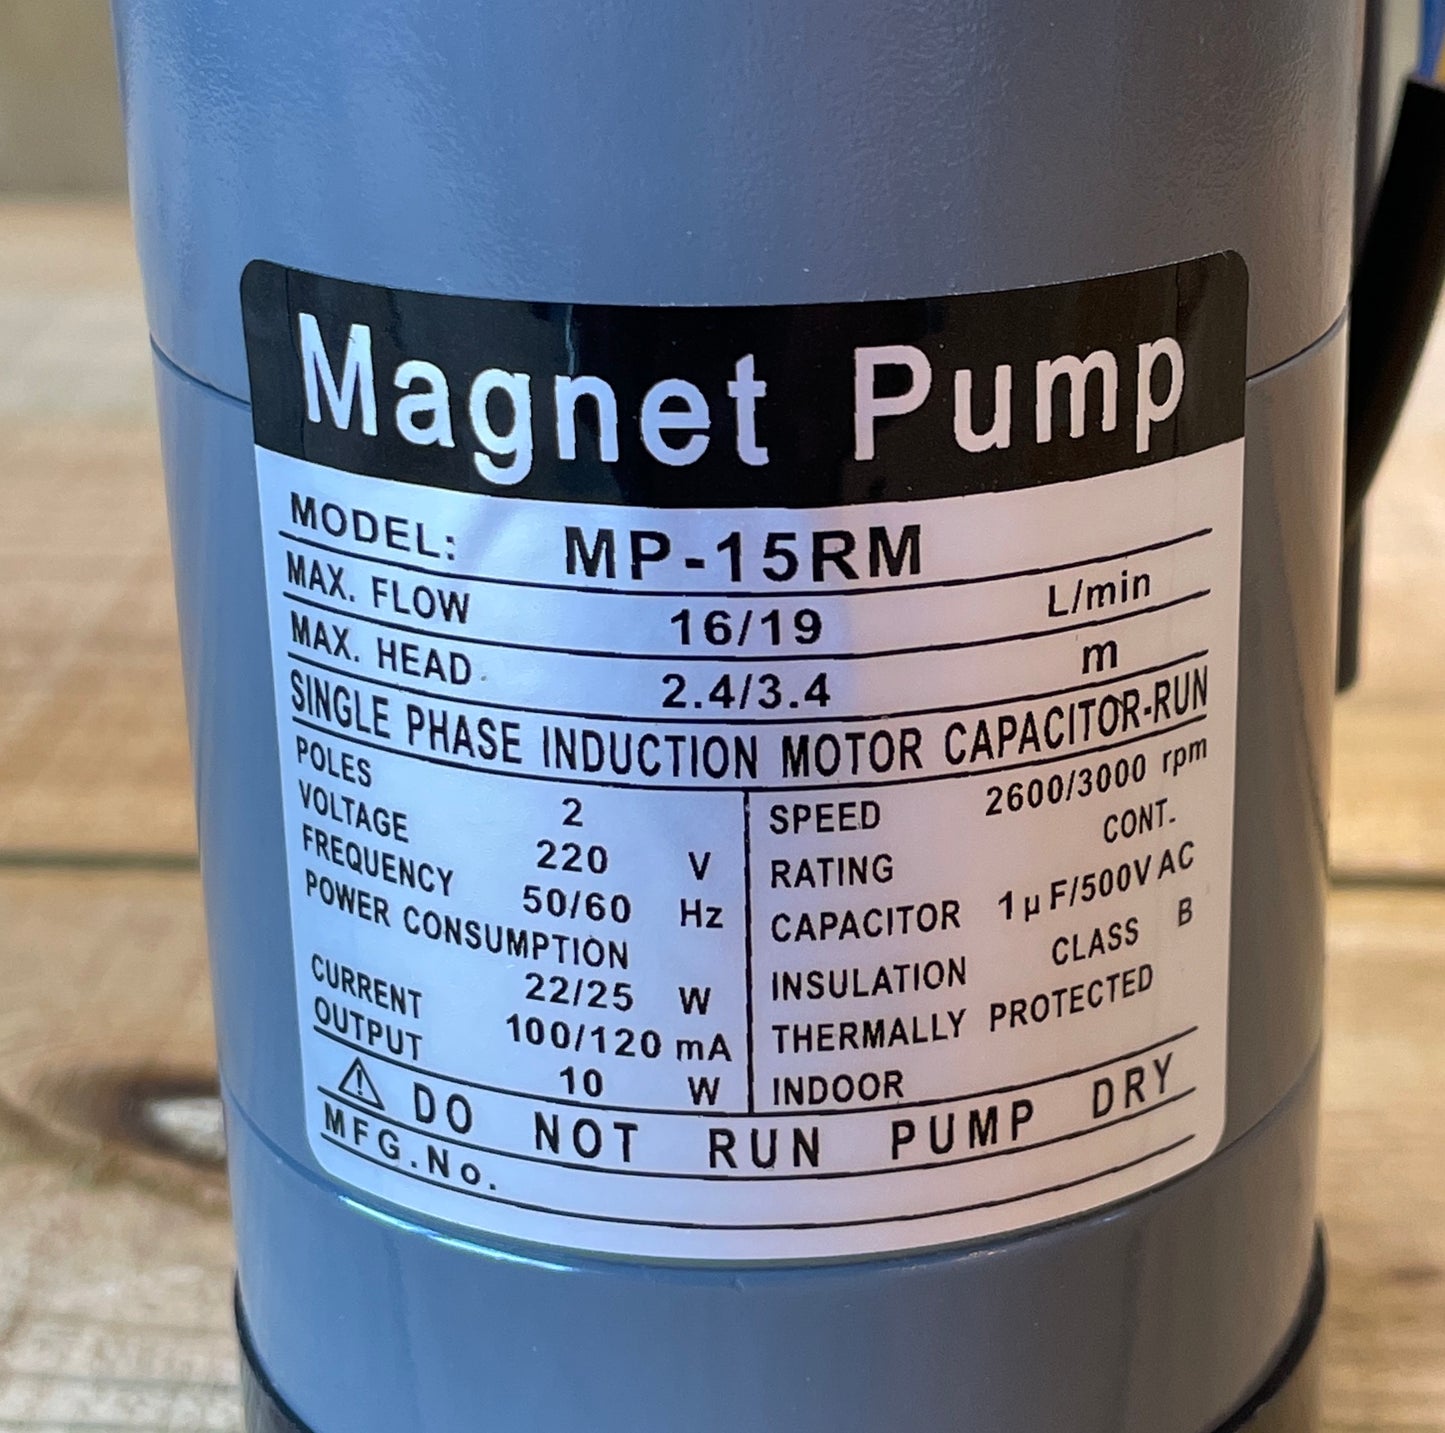 Magnet Pump
MODEL: MP-15RM
MAX. FLOW 16/19 L/min
MAX. HEAD 2.4/3.4 m
SINGLE PHASE INDUCTION MOTOR CAPACITOR-RUN
POLES 2
VOLTAGE 220 V
FREQUENCY 50/60 Hz
POWER CONSUMPTION
22/25 W
CURRENT 100/120 mA
OUTPUT 10 W
SPEED 2600/3000 rpm
RATING CONT.
CAPACITOR 1μF/500V AC
INSULATION CLASS B
THERMALLY PROTECTED
INDOOR
⚠ DO NOT RUN PUMP DRY
MFG.No.